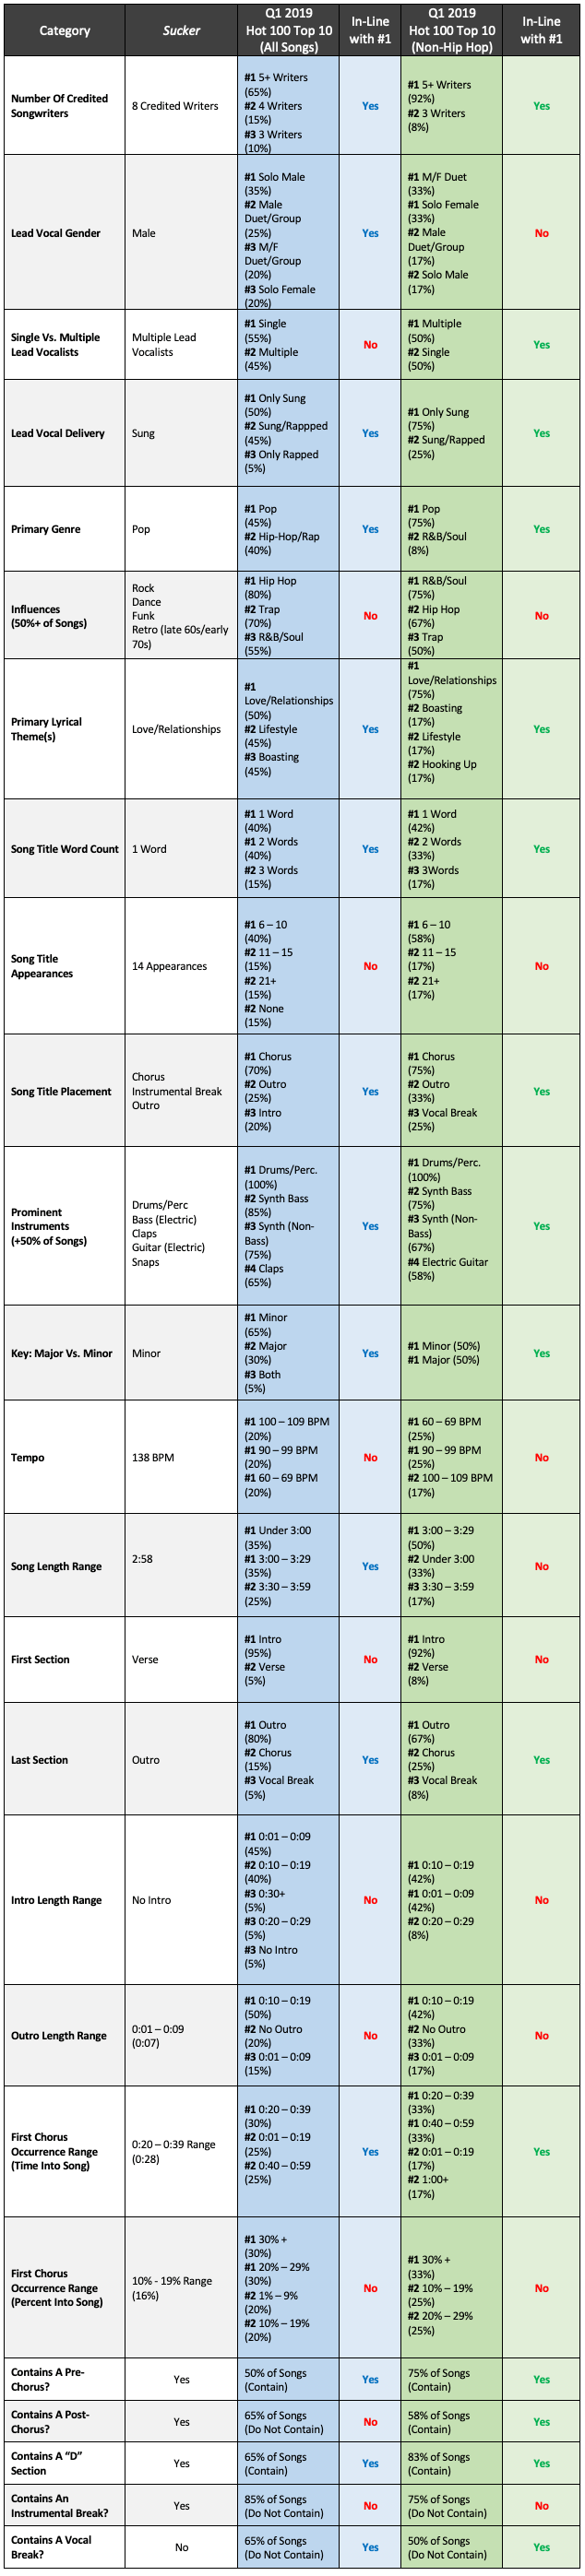 Category
Sucker
Q1 2019
Hot 100 Top 10
(All Songs)
In-Line
with #1
Q1 2019
Hot 100 Top 10
(Non-Hip Hop)
In-Line
with #1
Number Of Credited
Songwriters
8 Credited Writers
#1 5+ Writers
(65%)
#2 4 Writers
(15%)
#3 3 Writers
(10%)
Yes
#1 5+ Writers
(92%)
#2 3 Writers
(8%)
Yes
Lead Vocal Gender
Male
#1 Solo Male
(35%)
#2 Male
Duet/Group
(25%)
#3 M/F
Duet/Group
(20%)
#3 Solo Female
(20%)
Yes
#1 M/F Duet
(33%)
#1 Solo Female
(33%)
#2 Male
Duet/Group
(17%)
#2 Solo Male
(17%)
No
Single Vs. Multiple
Lead Vocalists
Multiple Lead
Vocalists
#1 Single
(55%)
#2 Multiple
(45%)
No
#1 Multiple
(50%)
#2 Single
(50%)
Yes
Lead Vocal Delivery
Sung
#1 Only Sung
(50%)
#2 Sung/Rappped
(45%)
#3 Only Rapped
(5%)
Yes
#1 Only Sung
(75%)
#2 Sung/Rapped
(25%)
Yes
Primary Genre
Pop
#1 Pop
(45%)
#2 Hip-Hop/Rap
(40%)
Yes
#1 Pop
(75%)
#2 R&B/Soul
(8%)
Yes
Influences
(50%+ of Songs)
Rock
Dance
Funk
Retro (late 60s/early
70s)
#1 Hip Hop
(80%)
#2 Trap
(70%)
#3 R&B/Soul
(55%)
No
#1 R&B/Soul
(75%)
#2 Hip Hop
(67%)
#3 Trap
(50%)
No
Primary Lyrical
Theme(s)
Love/Relationships
#1
Love/Relationships
(50%)
#2 Lifestyle
(45%)
#3 Boasting
(45%)
Yes
#1
Love/Relationships
(75%)
#2 Boasting
(17%)
#2 Lifestyle
(17%)
#2 Hooking Up
(17%)
Yes
Song Title Word Count
1 Word
#1 1 Word
(40%)
#1 2 Words
(40%)
#2 3 Words
(15%)
Yes
#1 1 Word
(42%)
#2 2 Words
(33%)
#3 3Words
(17%)
Yes
Song Title
Appearances
14 Appearances
#1 6 – 10
(40%)
#2 11 – 15
(15%)
#2 21+
(15%)
#2 None
(15%)
No
#1 6 – 10
(58%)
#2 11 – 15
(17%)
#2 21+
(17%)
No
Song Title Placement
Chorus
Instrumental Break
Outro
#1 Chorus
(70%)
#2 Outro
(25%)
#3 Intro
(20%)
Yes
#1 Chorus
(75%)
#2 Outro
(33%)
#3 Vocal Break
(25%)
Yes
Prominent
Instruments
(+50% of Songs)
Drums/Perc
Bass (Electric)
Claps
Guitar (Electric)
Snaps
#1 Drums/Perc.
(100%)
#2 Synth Bass
(85%)
#3 Synth (Non-
Bass)
(75%)
#4 Claps
(65%)
Yes
#1 Drums/Perc.
(100%)
#2 Synth Bass
(75%)
#3 Synth (Non-
Bass)
(67%)
#4 Electric Guitar
(58%)
Yes
Key: Major Vs. Minor
Minor
#1 Minor
(65%)
#2 Major
(30%)
#3 Both
(5%)
Yes
#1 Minor (50%)
#1 Major (50%)
Yes
Tempo
138 BPM
#1 100 – 109 BPM
(20%)
#1 90 – 99 BPM
(20%)
#1 60 – 69 BPM
(20%)
No
#1 60 – 69 BPM
(25%)
#1 90 – 99 BPM
(25%)
#2 100 – 109 BPM
(17%)
No
Song Length Range
2:58
#1 Under 3:00
(35%)
#1 3:00 – 3:29
(35%)
#2 3:30 – 3:59
(25%)
Yes
#1 3:00 – 3:29
(50%)
#2 Under 3:00
(33%)
#3 3:30 – 3:59
(17%)
No
First Section
Verse
#1 Intro
(95%)
#2 Verse
(5%)
No
#1 Intro
(92%)
#2 Verse
(8%)
No
Last Section
Outro
#1 Outro
(80%)
#2 Chorus
(15%)
#3 Vocal Break
(5%)
Yes
#1 Outro
(67%)
#2 Chorus
(25%)
#3 Vocal Break
(8%)
Yes
Intro Length Range
No Intro
#1 0:01 – 0:09
(45%)
#2 0:10 – 0:19
(40%)
#3 0:30+
(5%)
#3 0:20 – 0:29
(5%)
#3 No Intro
(5%)
No
#1 0:10 – 0:19
(42%)
#1 0:01 – 0:09
(42%)
#2 0:20 – 0:29
(8%)
No
Outro Length Range
0:01 – 0:09
(0:07)
#1 0:10 – 0:19
(50%)
#2 No Outro
(20%)
#3 0:01 – 0:09
(15%)
No
#1 0:10 – 0:19
(42%)
#2 No Outro
(33%)
#3 0:01 – 0:09
(17%)
No
First Chorus
Occurrence Range
(Time Into Song)
0:20 – 0:39 Range
(0:28)
#1 0:20 – 0:39
(30%)
#2 0:01 – 0:19
(25%)
#2 0:40 – 0:59
(25%)
Yes
#1 0:20 – 0:39
(33%)
#1 0:40 – 0:59
(33%)
#2 0:01 – 0:19
(17%)
#2 1:00+
(17%)
Yes
First Chorus
Occurrence Range
(Percent Into Song)
10% - 19% Range
(16%)
#1 30% +
(30%)
#1 20% – 29%
(30%)
#2 1% – 9%
(20%)
#2 10% – 19%
(20%)
No
#1 30% +
(33%)
#2 10% – 19%
(25%)
#2 20% – 29%
(25%)
No
Contains A Pre-
Chorus?
Yes
50% of Songs
(Contain)
Yes
75% of Songs
(Contain)
Yes
Contains A Post-
Chorus?
Yes
65% of Songs
(Do Not Contain)
No
58% of Songs
(Contain)
Yes
Contains A “D”
Section
Yes
65% of Songs
(Contain)
Yes
83% of Songs
(Contain)
Yes
Contains An
Instrumental Break?
Yes
85% of Songs
(Do Not Contain)
No
75% of Songs
(Do Not Contain)
No
Contains A Vocal
Break?
No
65% of Songs
(Do Not Contain)
Yes
50% of Songs
(Do Not Contain)
Yes